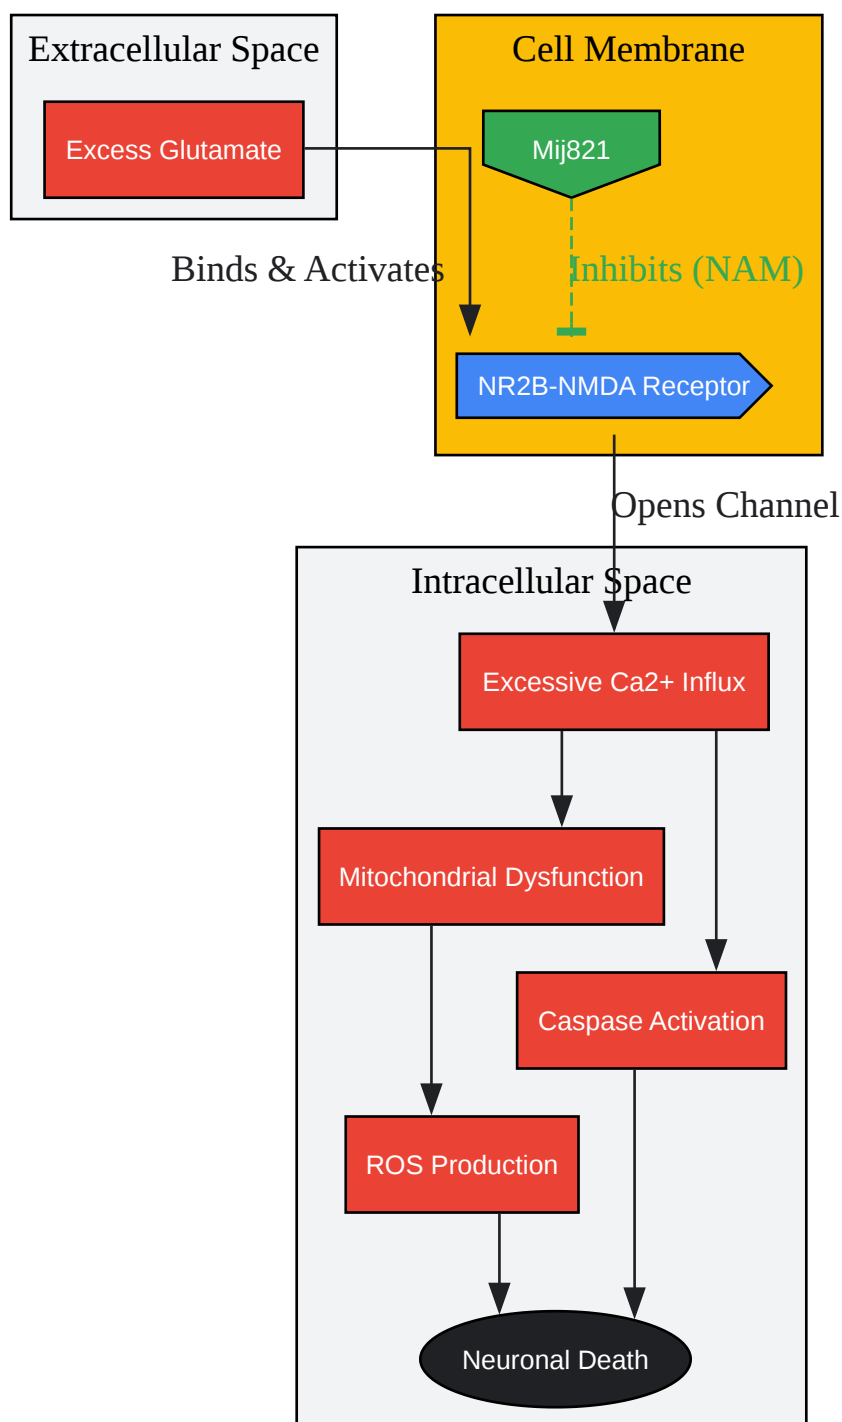 Extracellular Space
Cell Membrane
Excess Glutamate
Mij821
Binds & Activates
Inhibits (NAM)
NR2B-NMDA Receptor
Opens Channel
Intracellular Space
Excessive Ca2+ Influx
Mitochondrial Dysfunction
Caspase Activation
ROS Production
Neuronal Death